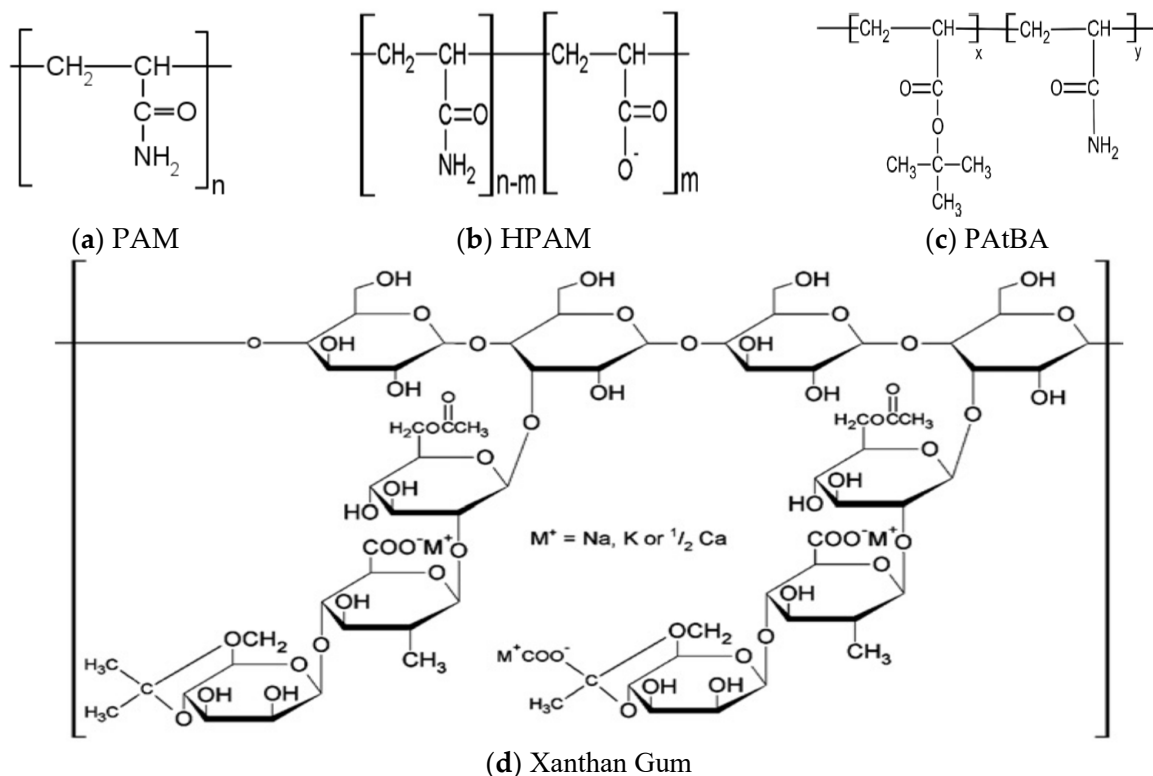 CH₂ CH
C=O
NH₂
n
(a) PAM
CH₂ CH CH₂ CH
C=O C=O
NH₂ O⁻
n-m m
(b) HPAM
CH₂ CH CH₂ CH
x y
O=C O=C
O NH₂
CH₃ C CH₃
CH₃
(c) PAtBA
OH OH OH OH
O O O O
O OH O O OH O
OH OH OH OH
O O
H₂COCCH₃ O H₂COCCH₃ O
O O
OH OH
HO HO
COO⁻M⁺ O M⁺ = Na, K or ¹/₂ Ca COO⁻M⁺ O
O O
OH OH
OCH₂ O CH₃ M⁺COO⁻ OCH₂ O CH₃
H₃C C O C O
H₃C O OH OH H₃C O OH OH
(d) Xanthan Gum